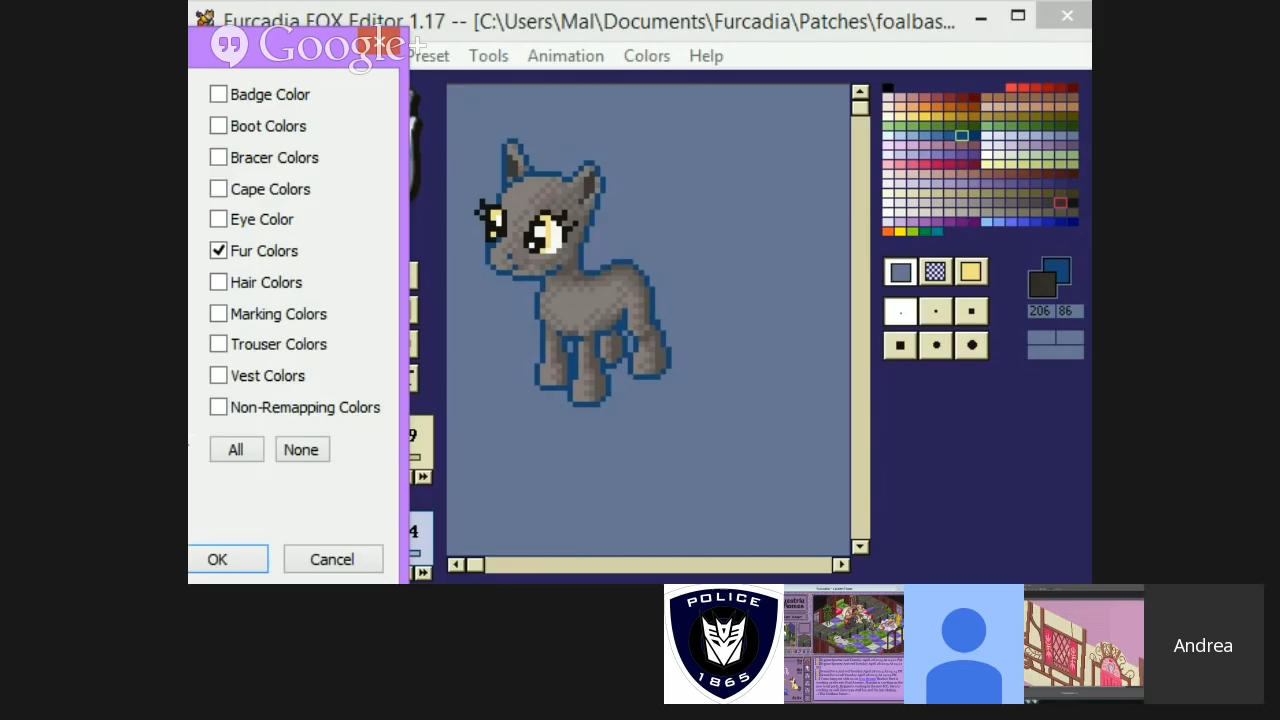 Furcadia FOX Editor 1.17 -- [C:\Users\Mal\Documents\Furcadia\Patches\foalbas...
Google+
Preset Tools Animation Colors Help
Badge Color
Boot Colors
Bracer Colors
Cape Colors
Eye Color
Fur Colors
Hair Colors
Marking Colors
Trouser Colors
Vest Colors
Non-Remapping Colors
All None
OK Cancel
9
4
206 86
POLICE
1865
Andrea